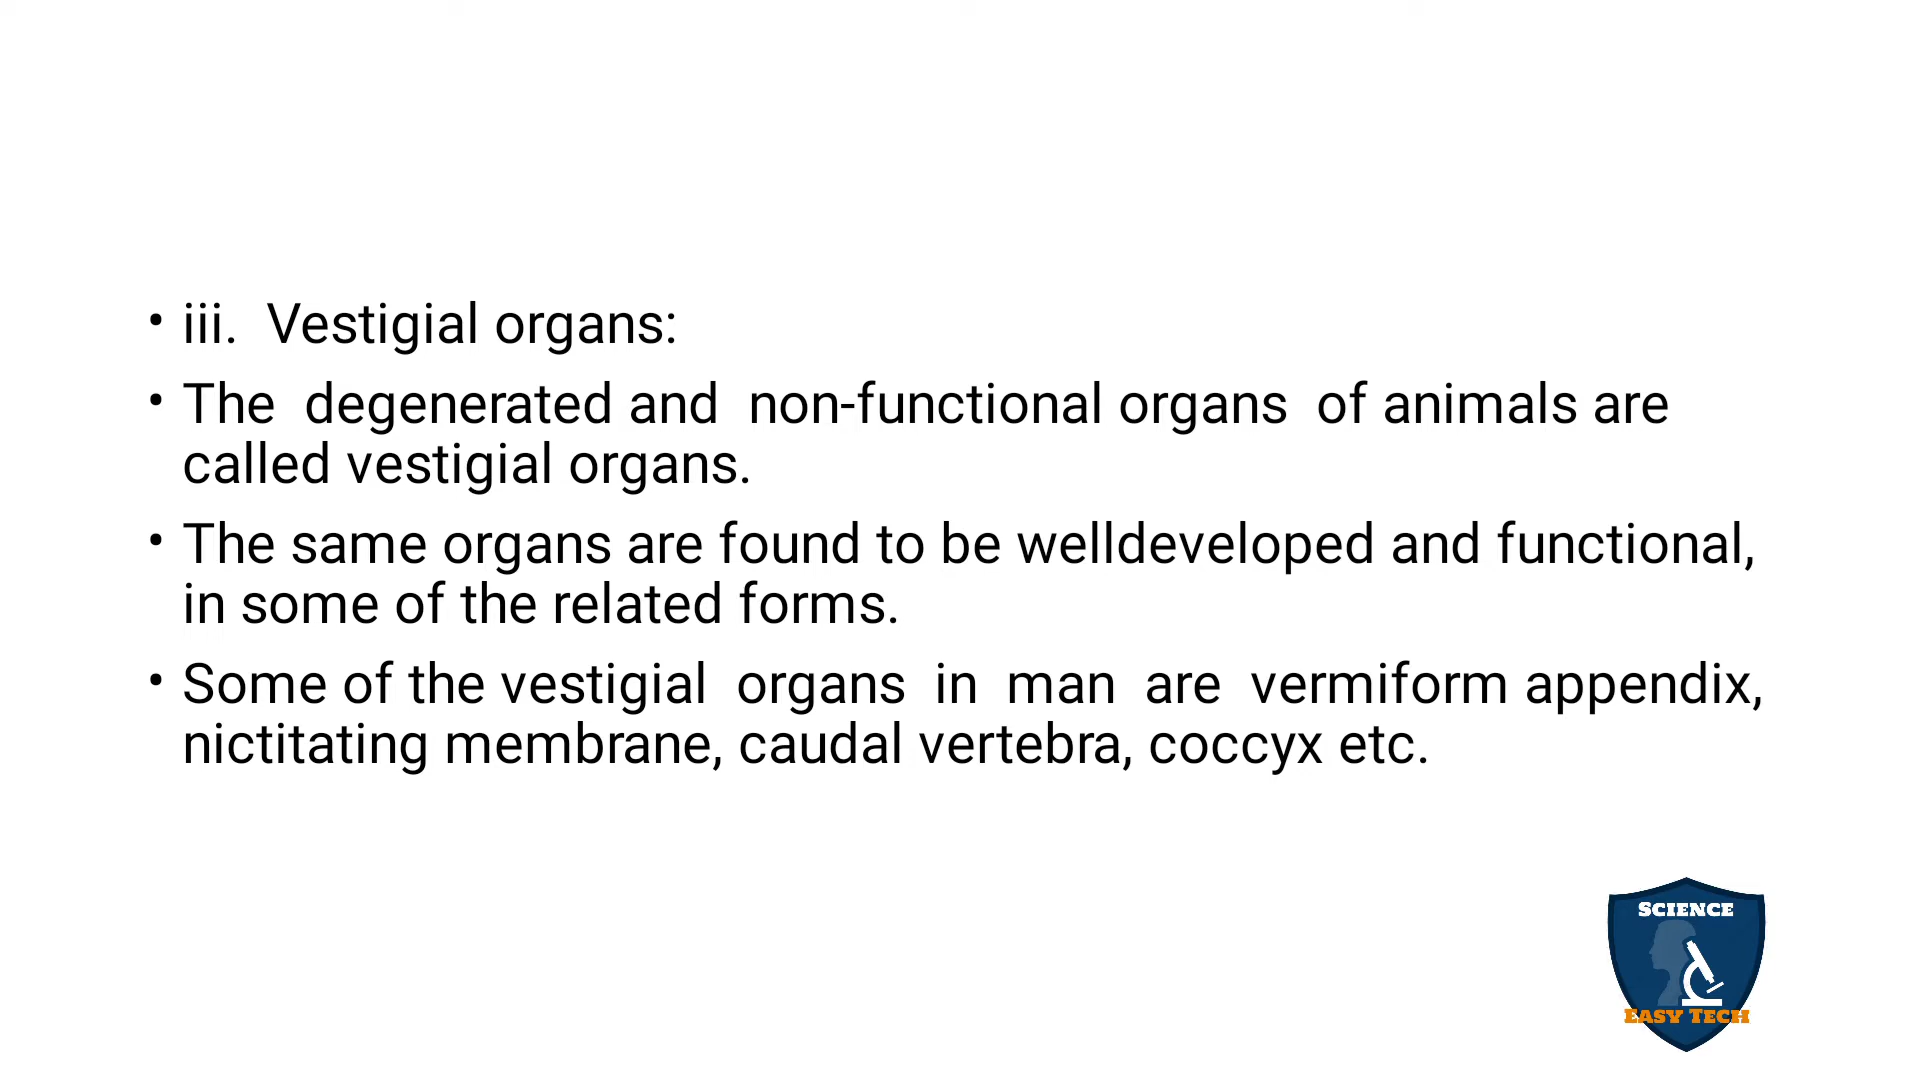 • iii.  Vestigial organs:
• The  degenerated and  non-functional organs  of animals are
called vestigial organs.
• The same organs are found to be welldeveloped and functional,
in some of the related forms.
• Some of the vestigial  organs  in  man  are  vermiform appendix,
nictitating membrane, caudal vertebra, coccyx etc.
SCIENCE
EASY TECH